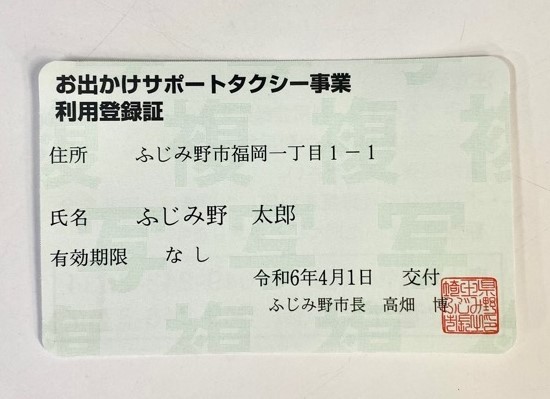 お出かけサポートタクシー事業
利用登録証
住所 ふじみ野市福岡一丁目1－1
氏名 ふじみ野 太郎
有効期限 なし
令和6年4月1日 交付
ふじみ野市長 高畑 博
複写